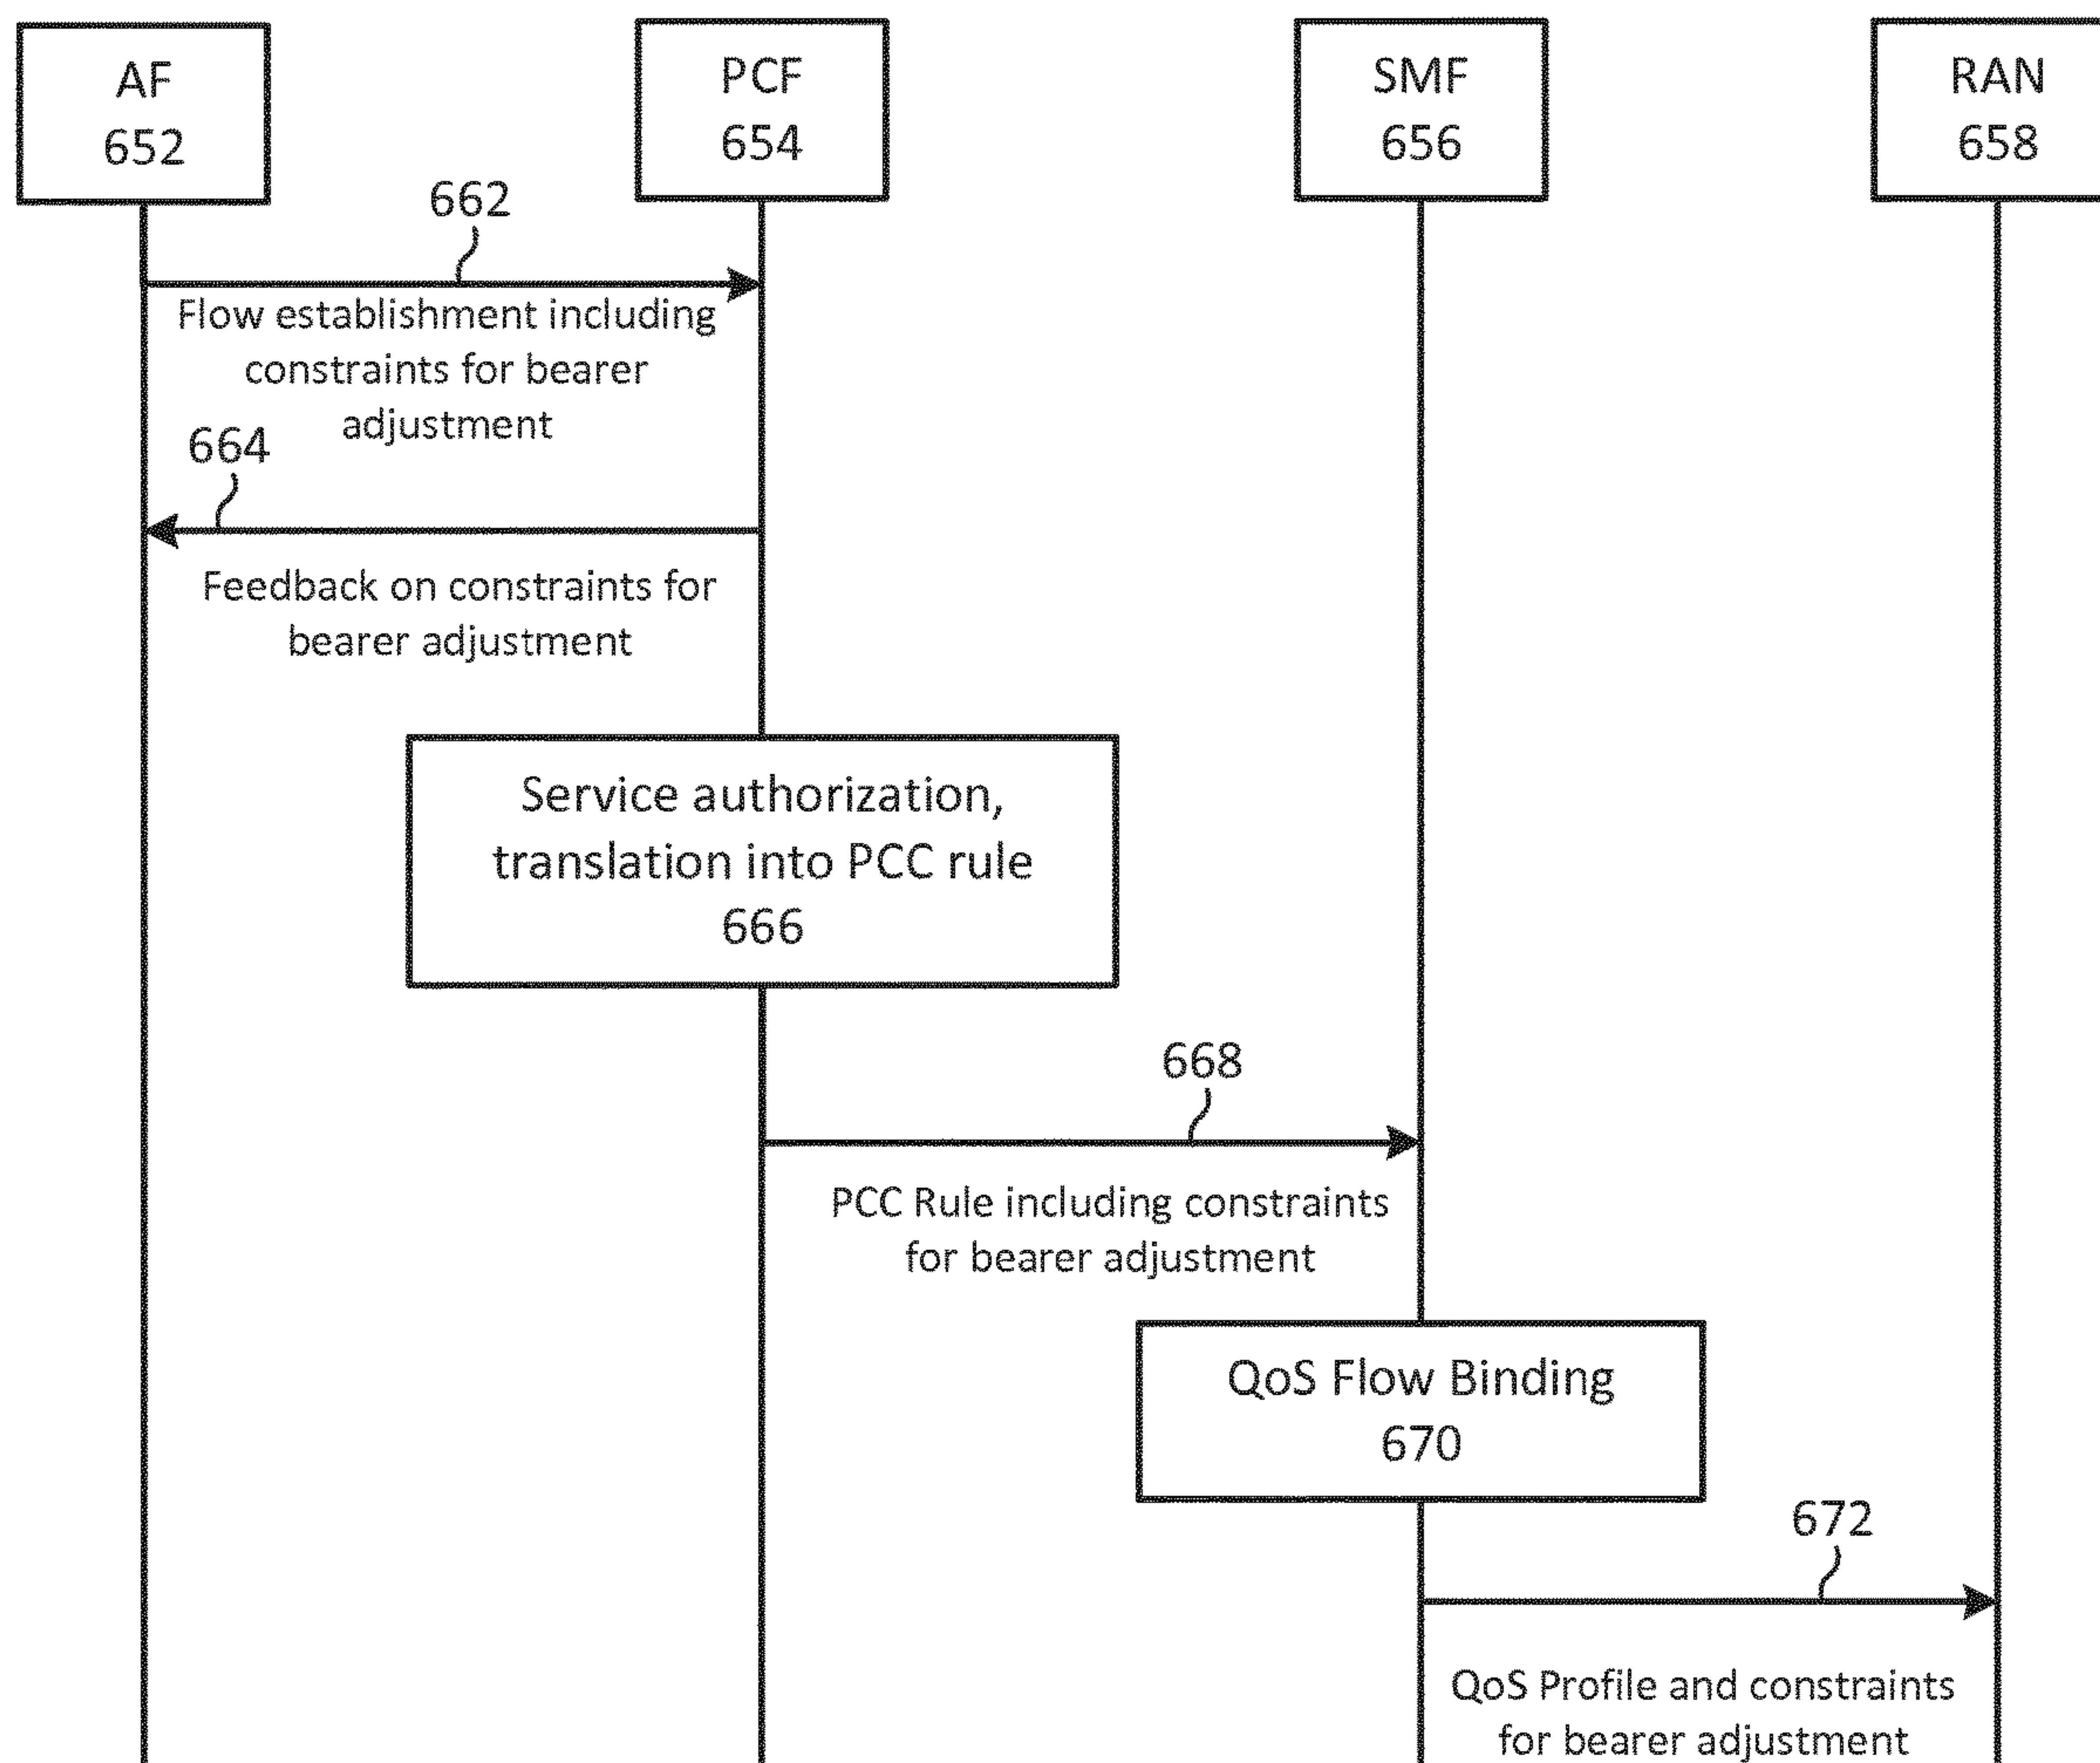 AF
652
PCF
654
SMF
656
RAN
658
662
Flow establishment including
constraints for bearer
adjustment
664
Feedback on constraints for
bearer adjustment
Service authorization,
translation into PCC rule
666
668
PCC Rule including constraints
for bearer adjustment
QoS Flow Binding
670
672
QoS Profile and constraints
for bearer adjustment